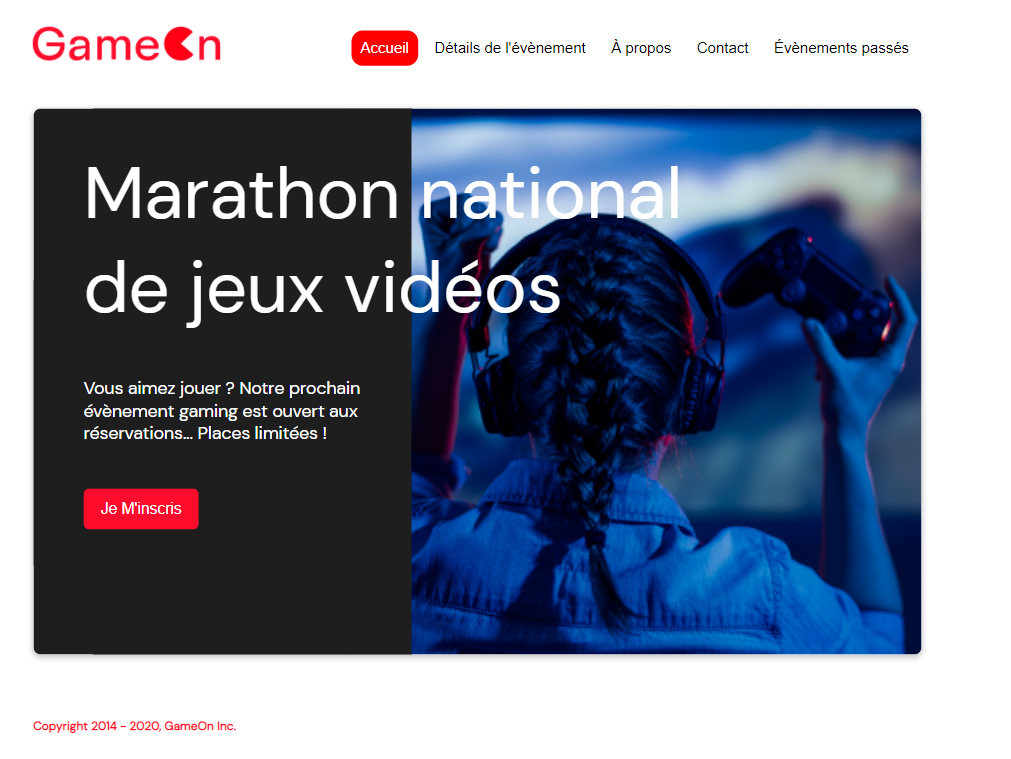 GameOn
Accueil Détails de l'évènement À propos Contact Évènements passés
Marathon national
de jeux vidéos
Vous aimez jouer ? Notre prochain
évènement gaming est ouvert aux
réservations... Places limitées !
Je M'inscris
Copyright 2014 - 2020, GameOn Inc.